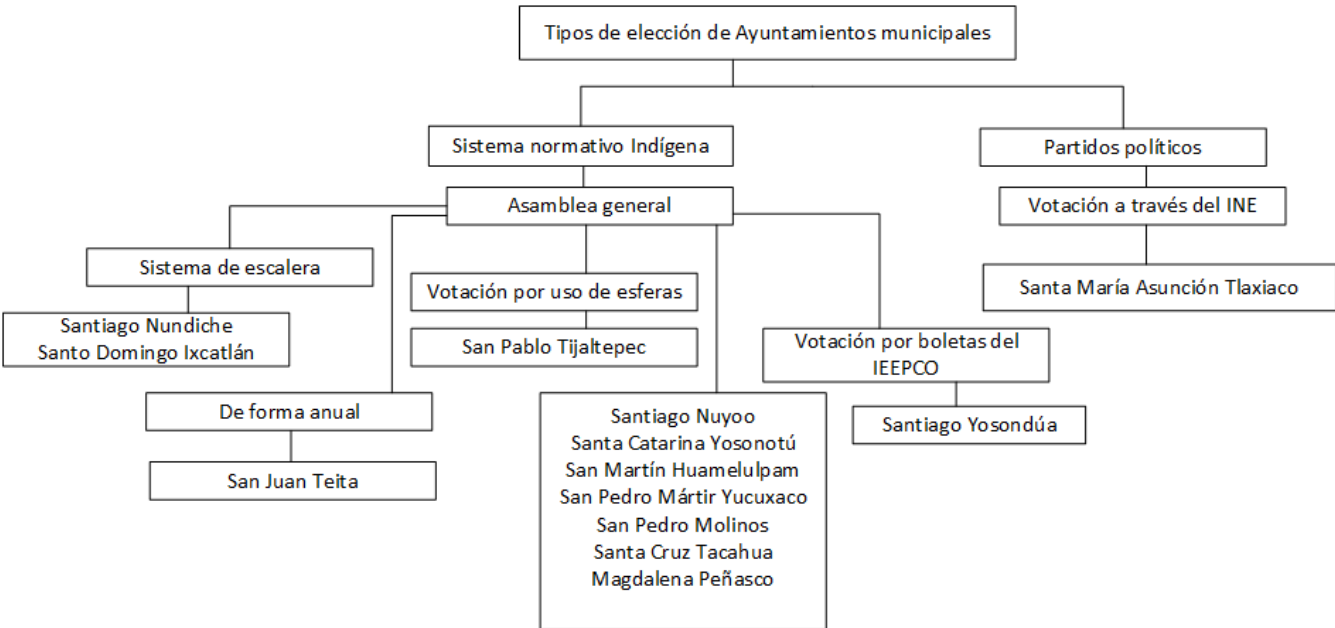 Tipos de elección de Ayuntamientos municipales
Sistema normativo Indígena
Partidos políticos
Asamblea general
Votación a través del INE
Sistema de escalera
Votación por uso de esferas
Santa María Asunción Tlaxiaco
Santiago Nundiche
Santo Domingo Ixcatlán
San Pablo Tijaltepec
Votación por boletas del
IEEPCO
De forma anual
Santiago Yosondúa
San Juan Teita
Santiago Nuyoo
Santa Catarina Yosonotú
San Martín Huamelulpam
San Pedro Mártir Yucuxaco
San Pedro Molinos
Santa Cruz Tacahua
Magdalena Peñasco